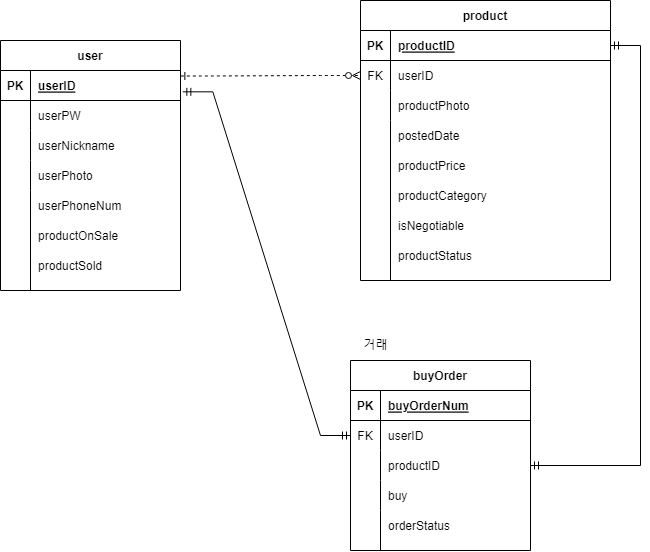 user
PK userID
userPW
userNickname
userPhoto
userPhoneNum
productOnSale
productSold
product
PK productID
FK userID
productPhoto
postedDate
productPrice
productCategory
isNegotiable
productStatus
거래
buyOrder
PK buyOrderNum
FK userID
productID
buy
orderStatus